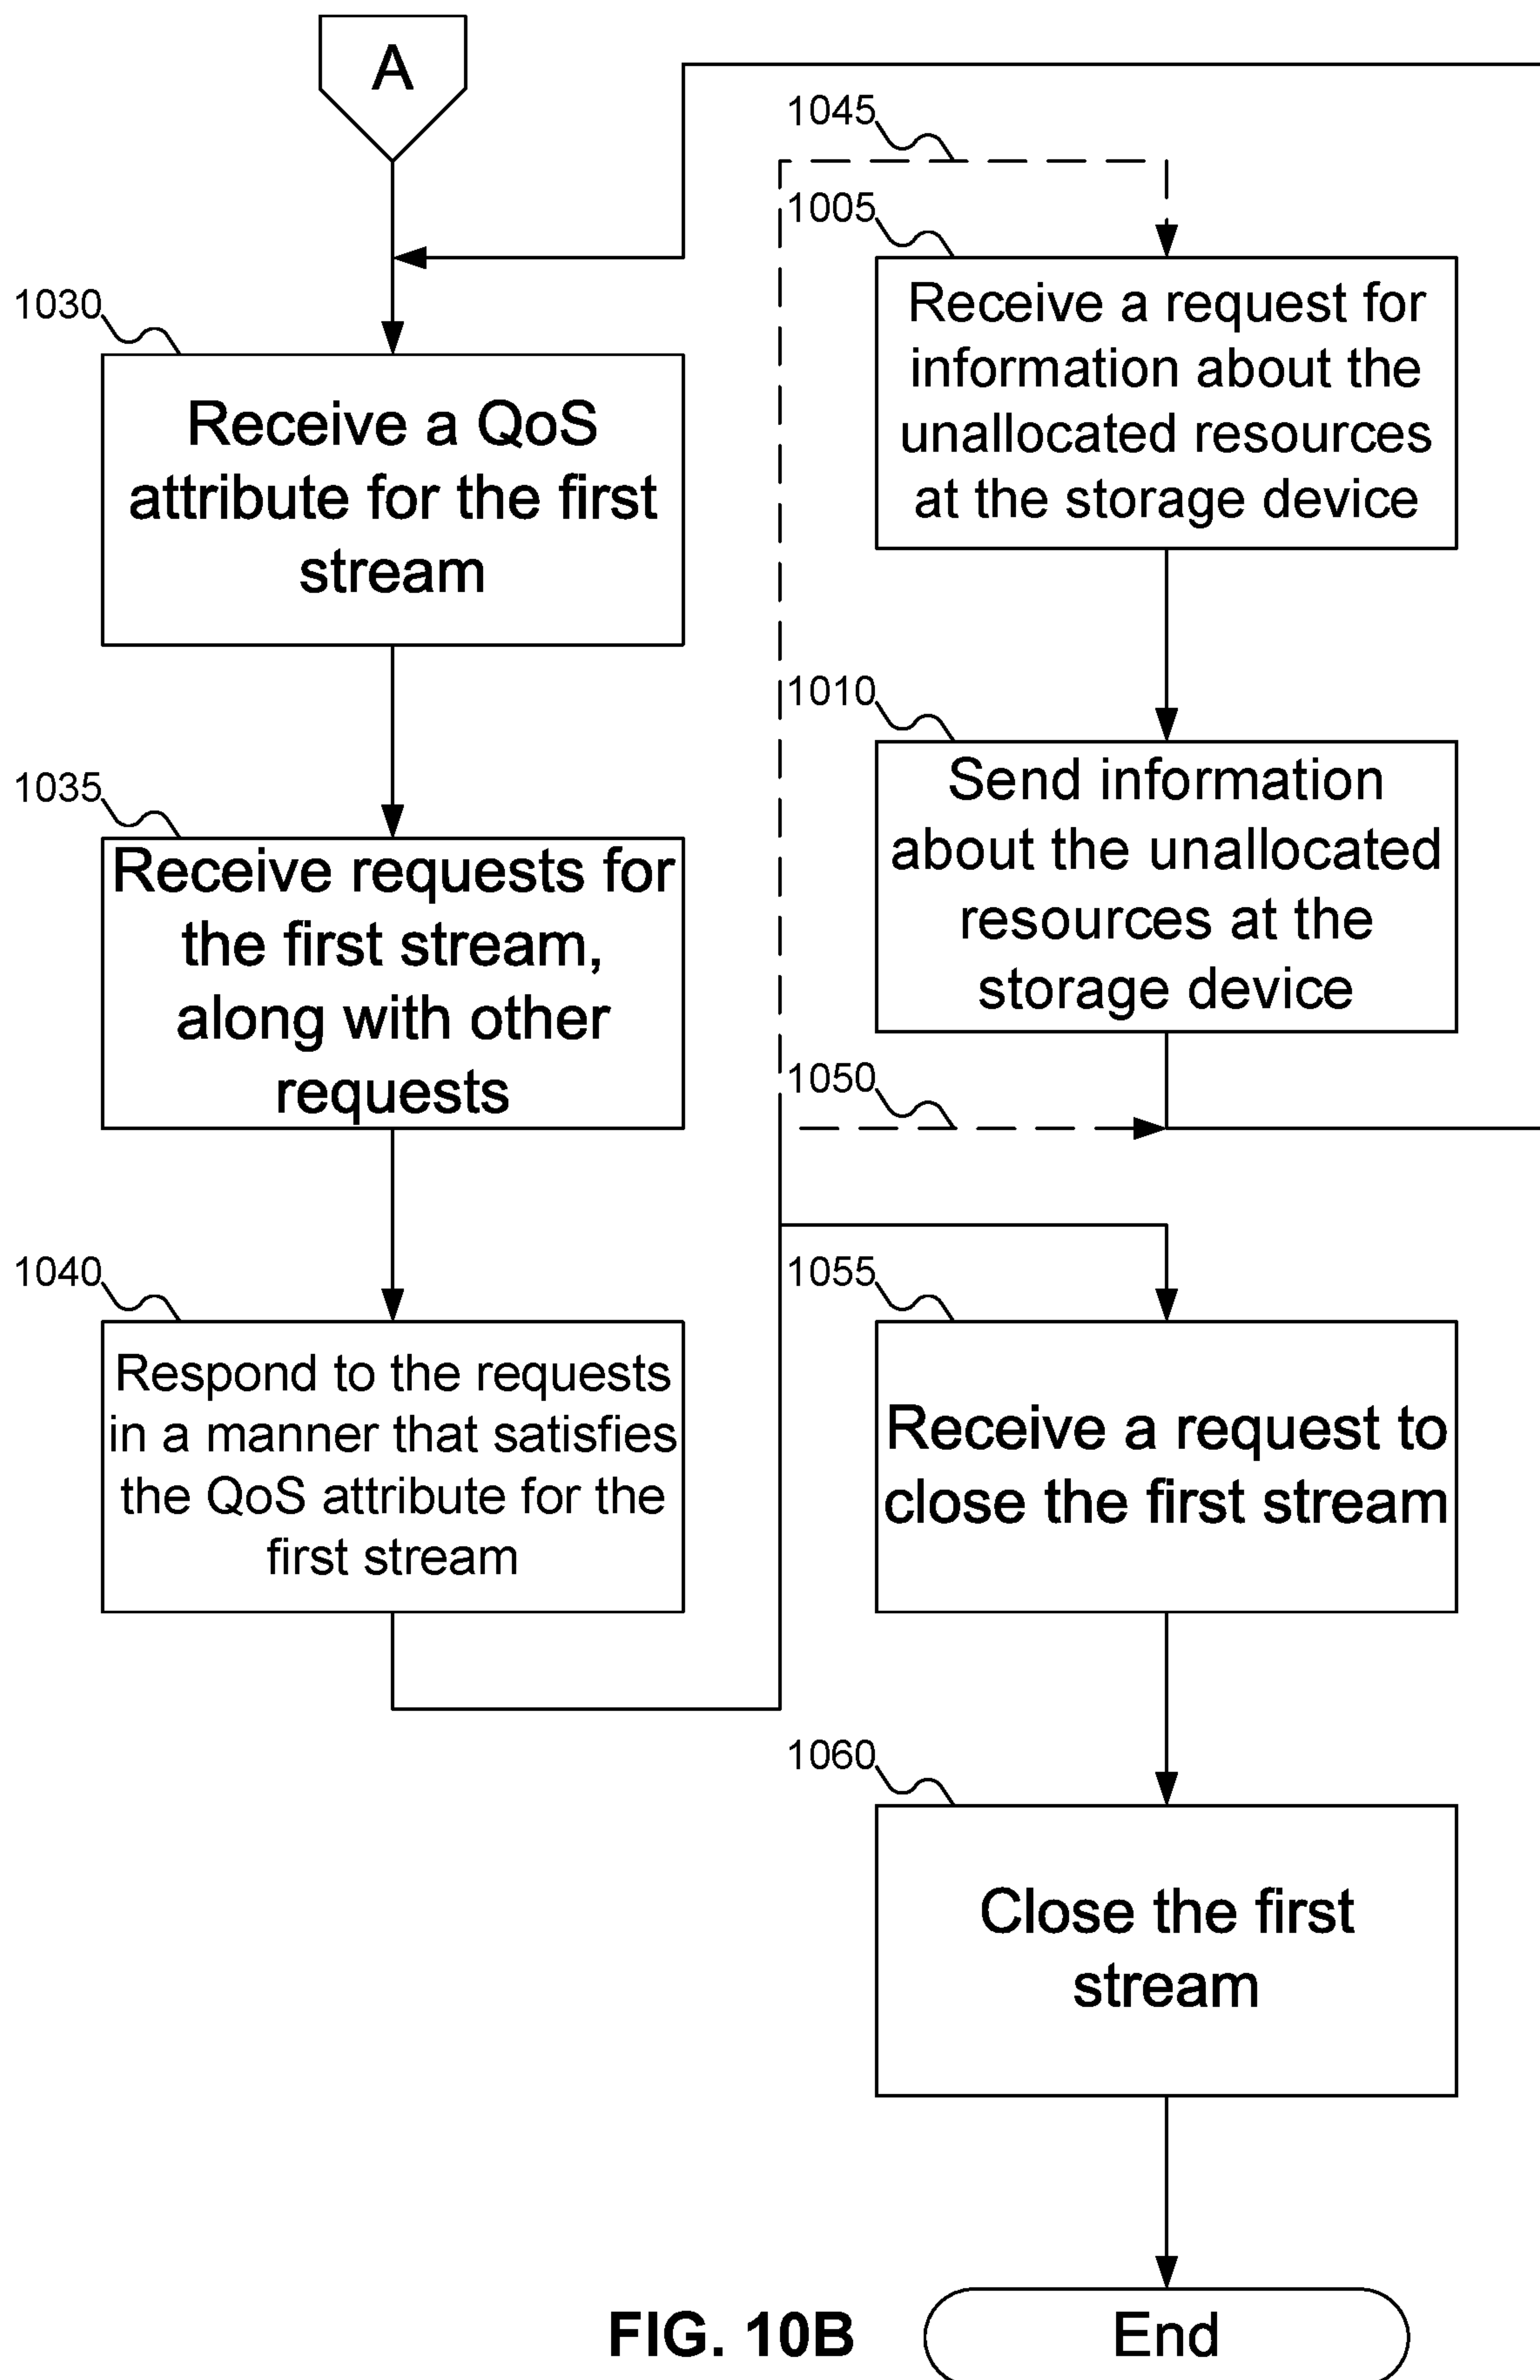 A
1030
Receive a QoS
attribute for the first
stream
1035
Receive requests for
the first stream,
along with other
requests
1040
Respond to the requests
in a manner that satisfies
the QoS attribute for the
first stream
1045
1005
Receive a request for
information about the
unallocated resources
at the storage device
1010
Send information
about the unallocated
resources at the
storage device
1050
1055
Receive a request to
close the first stream
1060
Close the first
stream
End
FIG. 10B